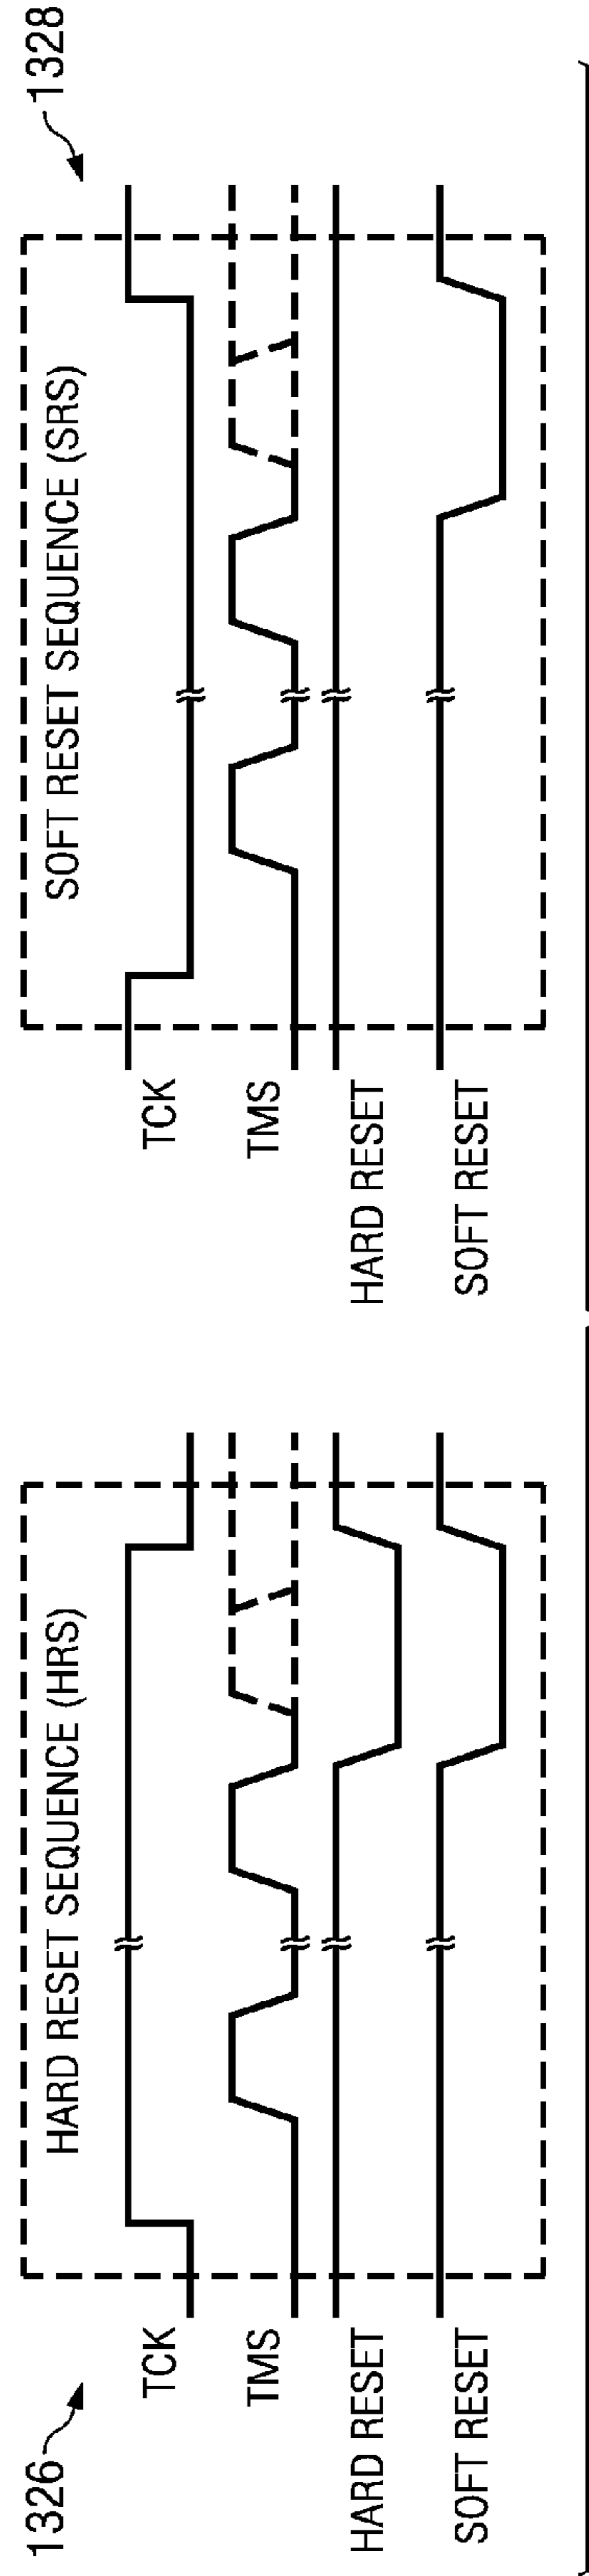 1326
HARD RESET SEQUENCE (HRS)
TCK
TMS
HARD RESET
SOFT RESET
1328
SOFT RESET SEQUENCE (SRS)
TCK
TMS
HARD RESET
SOFT RESET